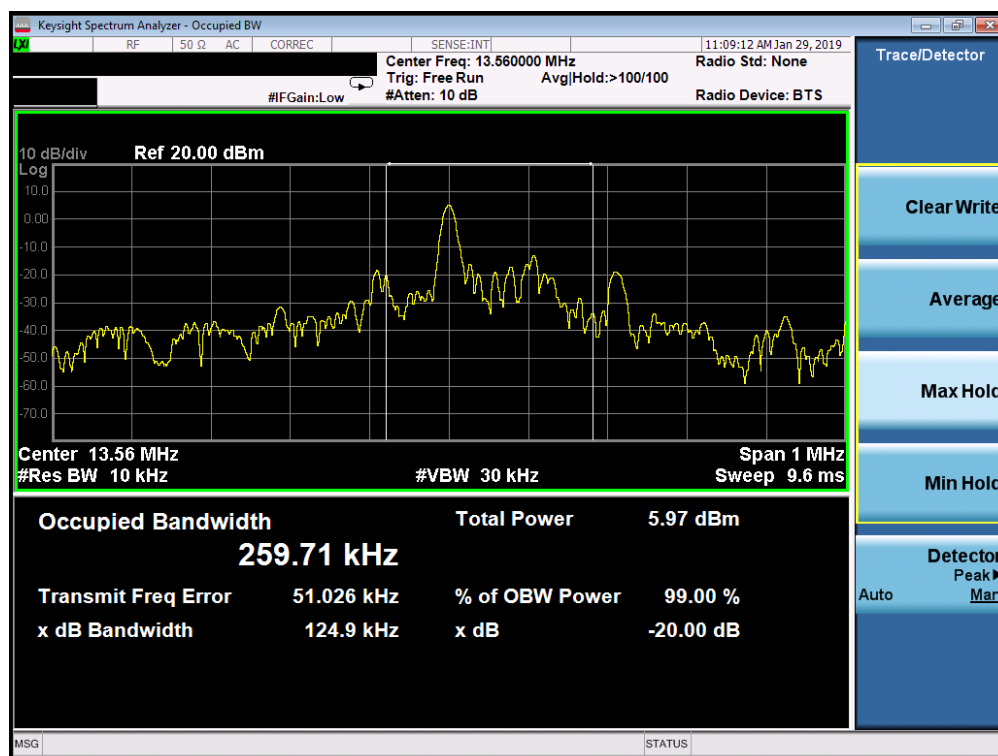 Keysight Spectrum Analyzer - Occupied BW
LXI RF 50 Ω AC CORREC SENSE:INT 11:09:12 AM Jan 29, 2019
Center Freq: 13.560000 MHz Radio Std: None
Trig: Free Run Avg|Hold:>100/100
#IFGain:Low #Atten: 10 dB Radio Device: BTS
Trace/Detector
10 dB/div Ref 20.00 dBm
Log
10.0
0.00
-10.0
-20.0
-30.0
-40.0
-50.0
-60.0
-70.0
Center 13.56 MHz Span 1 MHz
#Res BW 10 kHz #VBW 30 kHz Sweep 9.6 ms
Clear Write
Average
Max Hold
Min Hold
Detector
Peak
Auto Man
Occupied Bandwidth Total Power 5.97 dBm
259.71 kHz
Transmit Freq Error 51.026 kHz % of OBW Power 99.00 %
x dB Bandwidth 124.9 kHz x dB -20.00 dB
MSG STATUS